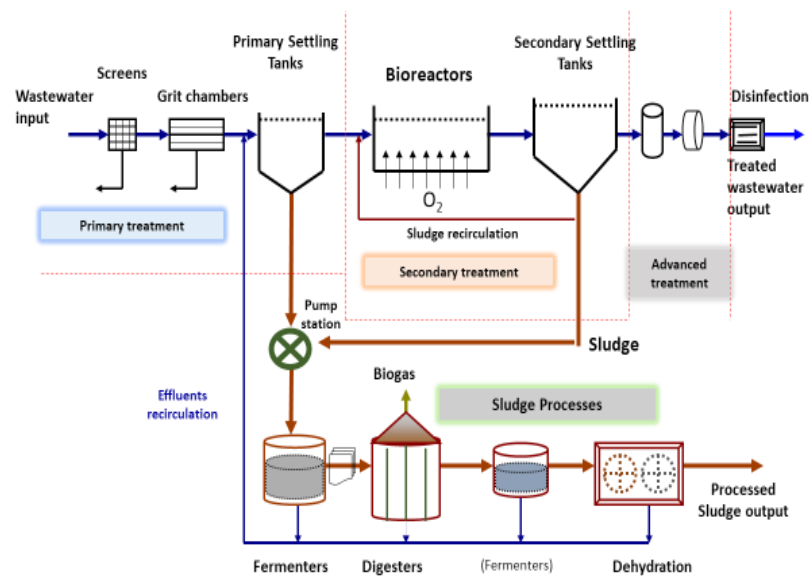 Primary Settling
Tanks
Secondary Settling
Tanks
Screens
Bioreactors
Wastewater
input
Grit chambers
Disinfection
O2
Treated
wastewater
output
Primary treatment
Sludge recirculation
Secondary treatment
Advanced
treatment
Pump
station
Sludge
Biogas
Effluents
recirculation
Sludge Processes
Processed
Sludge output
Fermenters
Digesters
(Fermenters)
Dehydration